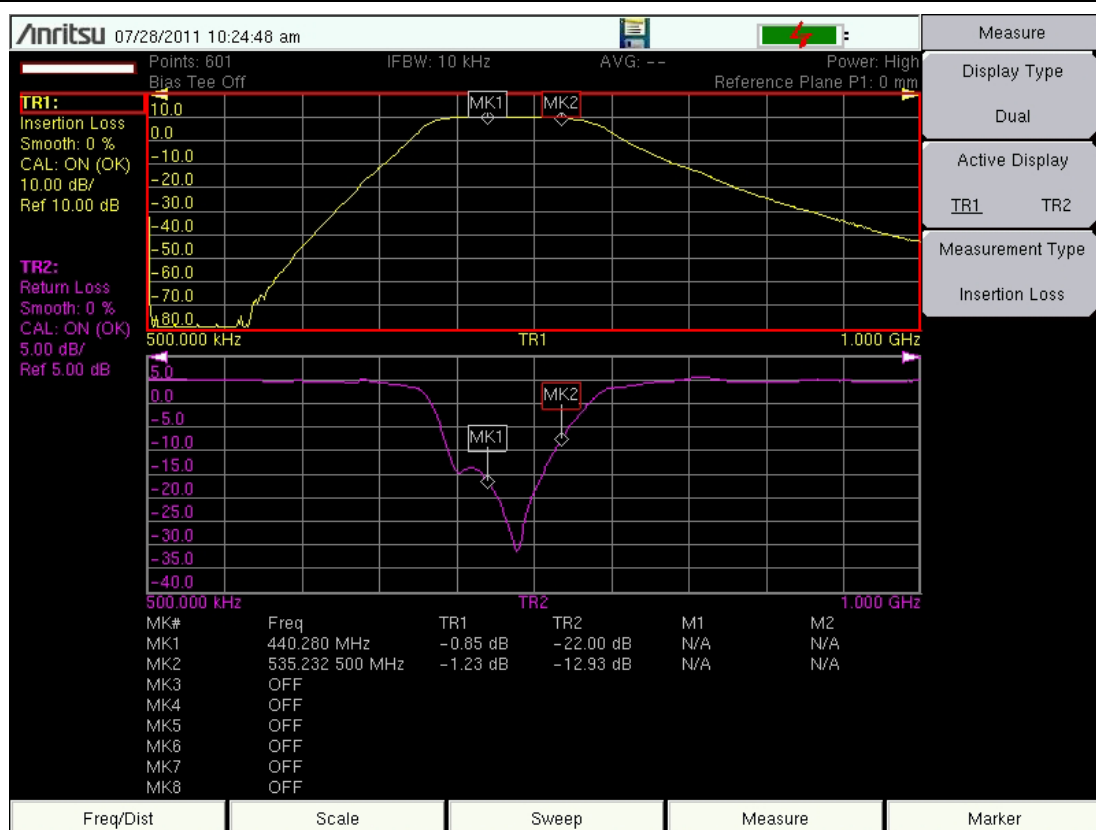 Anritsu 07/28/2011 10:24:48 am
Points: 601 IFBW: 10 kHz AVG: -- Power: High
Bias Tee Off Reference Plane P1: 0 mm
TR1:
Insertion Loss
Smooth: 0 %
CAL: ON (OK)
10.00 dB/
Ref 10.00 dB
TR2:
Return Loss
Smooth: 0 %
CAL: ON (OK)
5.00 dB/
Ref 5.00 dB
MK1 MK2
10.0
0.0
-10.0
-20.0
-30.0
-40.0
-50.0
-60.0
-70.0
-80.0
500.000 kHz TR1 1.000 GHz
5.0
0.0
-5.0
-10.0
-15.0
-20.0
-25.0
-30.0
-35.0
-40.0
MK2
MK1
500.000 kHz TR2 1.000 GHz
MK# Freq TR1 TR2 M1 M2
MK1 440.280 MHz -0.85 dB -22.00 dB N/A N/A
MK2 535.232 500 MHz -1.23 dB -12.93 dB N/A N/A
MK3 OFF
MK4 OFF
MK5 OFF
MK6 OFF
MK7 OFF
MK8 OFF
Measure
Display Type
Dual
Active Display
TR1 TR2
Measurement Type
Insertion Loss
Freq/Dist Scale Sweep Measure Marker